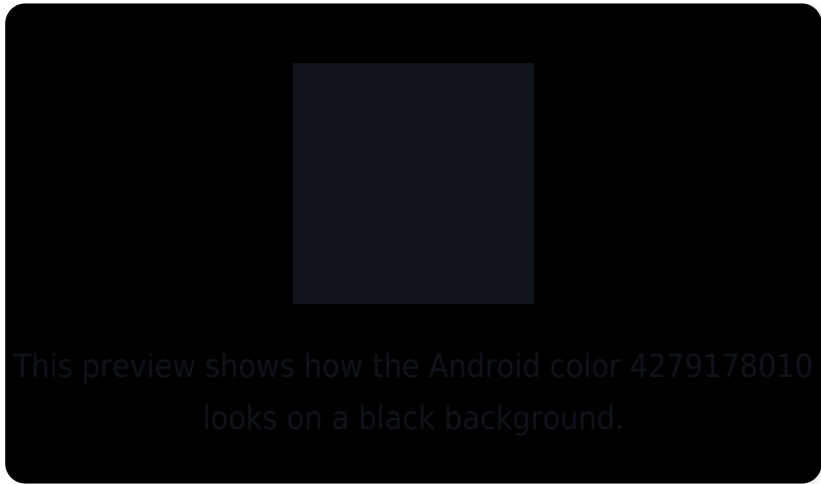 This preview shows how the Android color 4279178010
looks on a black background.